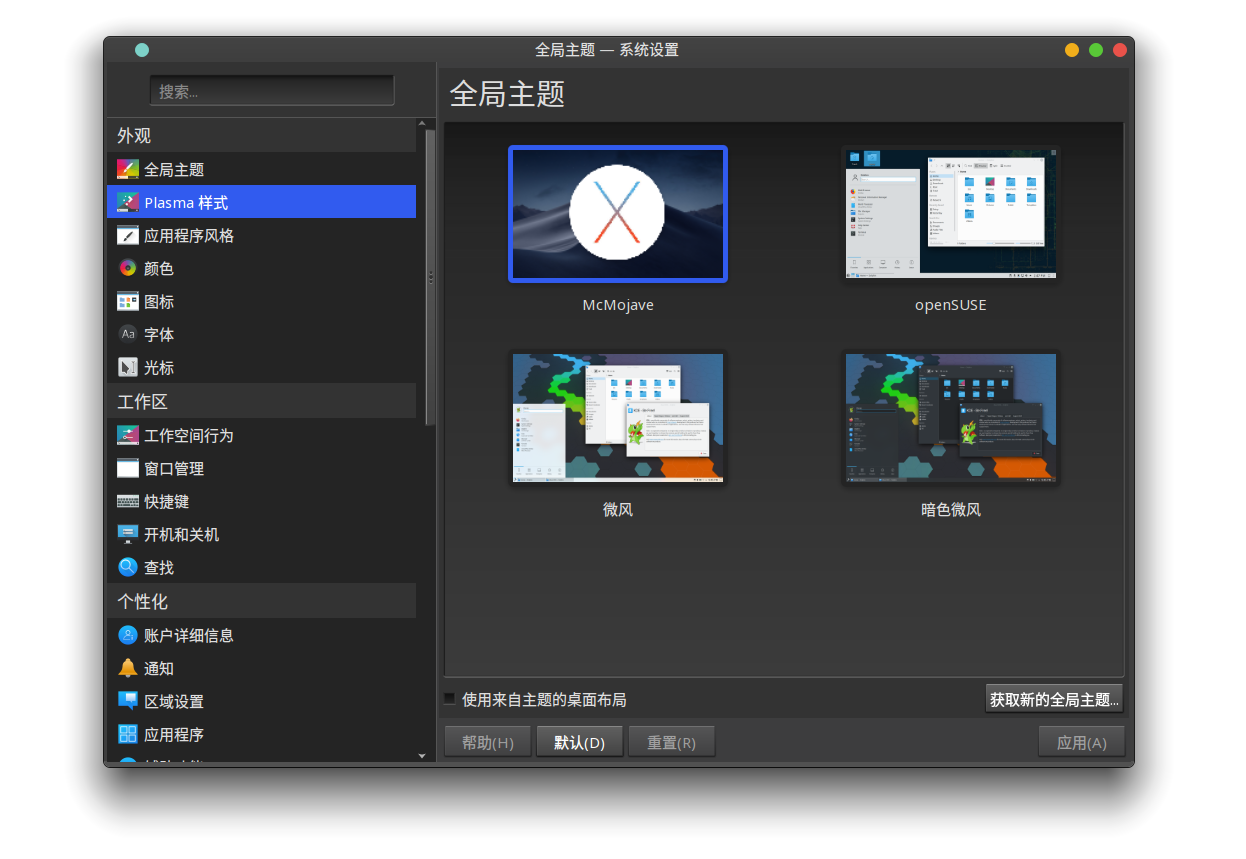 全局主题 — 系统设置
搜索...
全局主题
外观
全局主题
Plasma 样式
应用程序风格
颜色
图标
Aa 字体
光标
工作区
工作空间行为
窗口管理
快捷键
开机和关机
查找
个性化
账户详细信息
通知
区域设置
应用程序
McMojave
openSUSE
微风
暗色微风
使用来自主题的桌面布局
获取新的全局主题...
帮助(H)
默认(D)
重置(R)
应用(A)